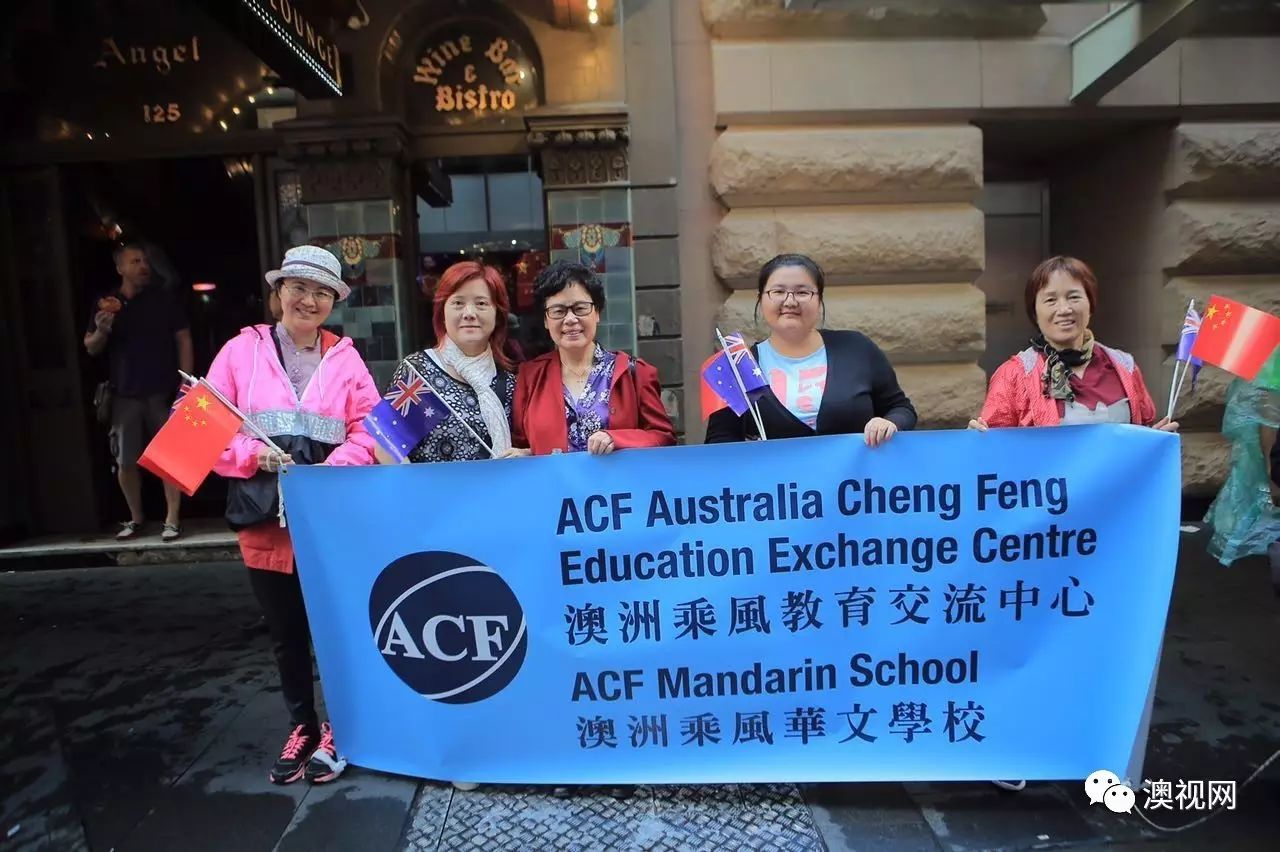 LOUNGE
Angel
125
Wine Bar
&
Bistro
ACF Australia Cheng Feng
Education Exchange Centre
澳洲乘風教育交流中心
ACF Mandarin School
澳洲乘風華文學校
ACF
澳视网